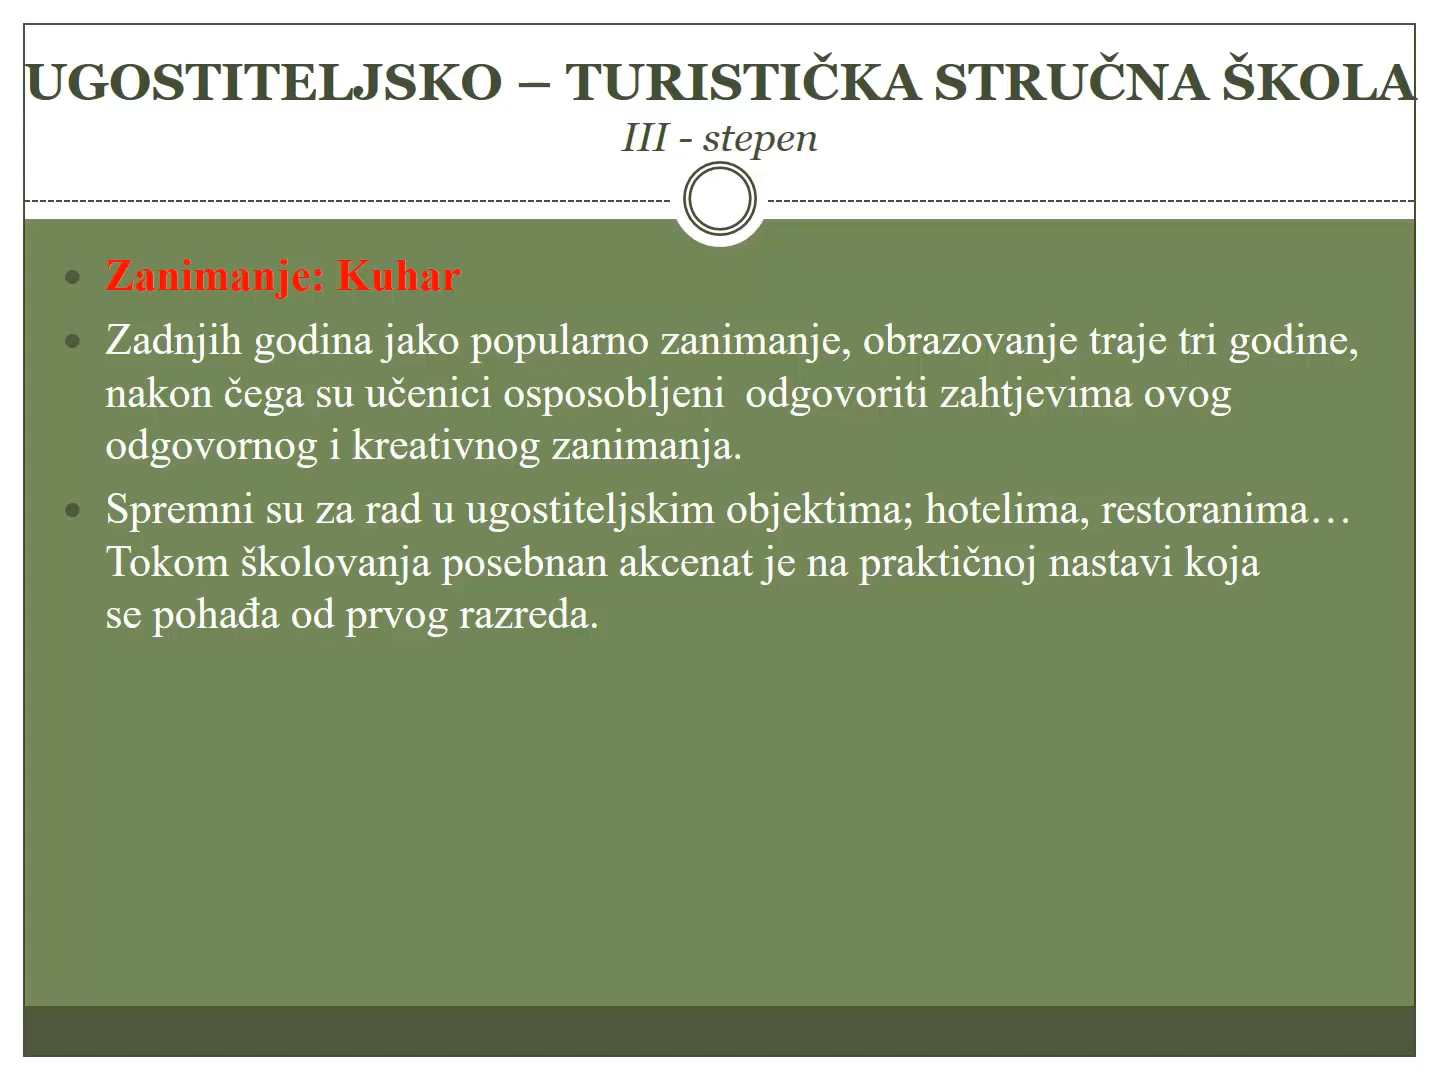 UGOSTITELJSKO – TURISTIČKA STRUČNA ŠKOLA
III - stepen
Zanimanje: Kuhar
Zadnjih godina jako popularno zanimanje, obrazovanje traje tri godine,
nakon čega su učenici osposobljeni  odgovoriti zahtjevima ovog
odgovornog i kreativnog zanimanja.
Spremni su za rad u ugostiteljskim objektima; hotelima, restoranima…
Tokom školovanja posebnan akcenat je na praktičnoj nastavi koja
se pohađa od prvog razreda.